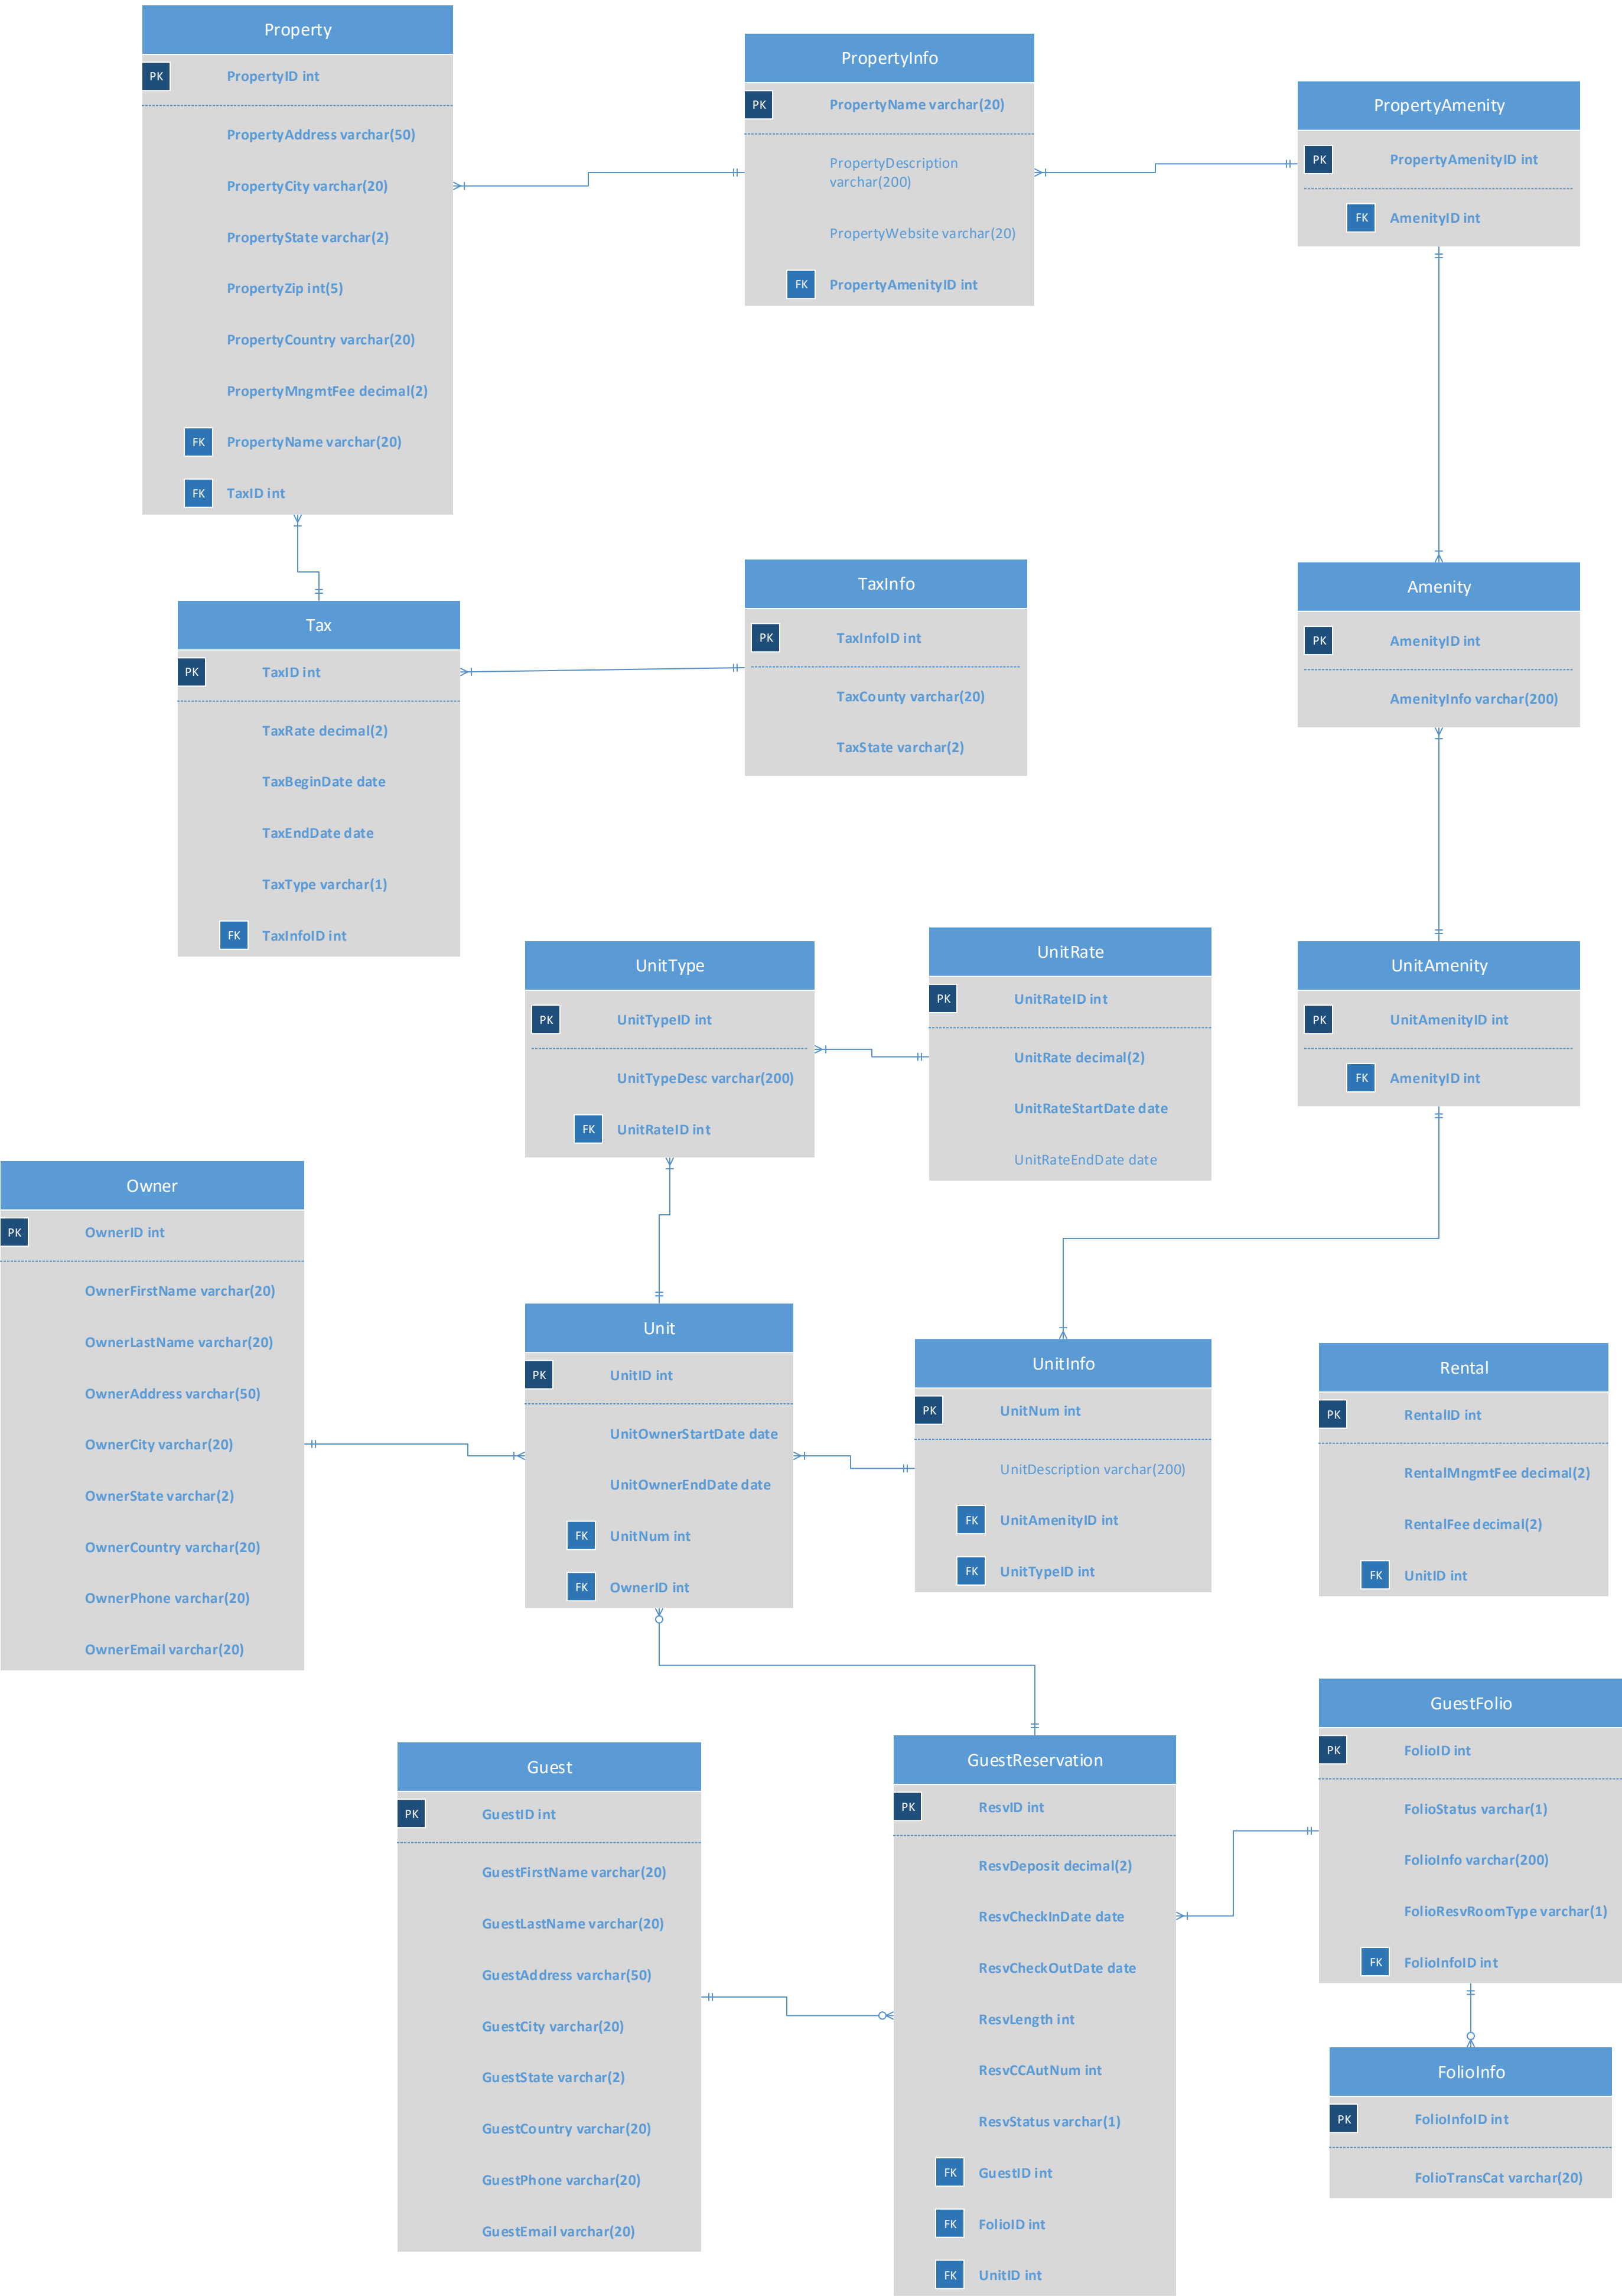 Property
PK PropertyID int
PropertyAddress varchar(50)
PropertyCity varchar(20)
PropertyState varchar(2)
PropertyZip int(5)
PropertyCountry varchar(20)
PropertyMngmtFee decimal(2)
FK PropertyName varchar(20)
FK TaxID int
PropertyInfo
PK PropertyName varchar(20)
PropertyDescription
varchar(200)
PropertyWebsite varchar(20)
FK PropertyAmenityID int
PropertyAmenity
PK PropertyAmenityID int
FK AmenityID int
Tax
PK TaxID int
TaxRate decimal(2)
TaxBeginDate date
TaxEndDate date
TaxType varchar(1)
FK TaxInfoID int
TaxInfo
PK TaxInfoID int
TaxCounty varchar(20)
TaxState varchar(2)
Amenity
PK AmenityID int
AmenityInfo varchar(200)
UnitType
PK UnitTypeID int
UnitTypeDesc varchar(200)
FK UnitRateID int
UnitRate
PK UnitRateID int
UnitRate decimal(2)
UnitRateStartDate date
UnitRateEndDate date
UnitAmenity
PK UnitAmenityID int
FK AmenityID int
Owner
PK OwnerID int
OwnerFirstName varchar(20)
OwnerLastName varchar(20)
OwnerAddress varchar(50)
OwnerCity varchar(20)
OwnerState varchar(2)
OwnerCountry varchar(20)
OwnerPhone varchar(20)
OwnerEmail varchar(20)
Unit
PK UnitID int
UnitOwnerStartDate date
UnitOwnerEndDate date
FK UnitNum int
FK OwnerID int
UnitInfo
PK UnitNum int
UnitDescription varchar(200)
FK UnitAmenityID int
FK UnitTypeID int
Rental
PK RentalID int
RentalMngmtFee decimal(2)
RentalFee decimal(2)
FK UnitID int
Guest
PK GuestID int
GuestFirstName varchar(20)
GuestLastName varchar(20)
GuestAddress varchar(50)
GuestCity varchar(20)
GuestState varchar(2)
GuestCountry varchar(20)
GuestPhone varchar(20)
GuestEmail varchar(20)
GuestReservation
PK ResvID int
ResvDeposit decimal(2)
ResvCheckInDate date
ResvCheckOutDate date
ResvLength int
ResvCCAutNum int
ResvStatus varchar(1)
FK GuestID int
FK FolioID int
FK UnitID int
GuestFolio
PK FolioID int
FolioStatus varchar(1)
FolioInfo varchar(200)
FolioResvRoomType varchar(1)
FK FolioInfoID int
FolioInfo
PK FolioInfoID int
FolioTransCat varchar(20)